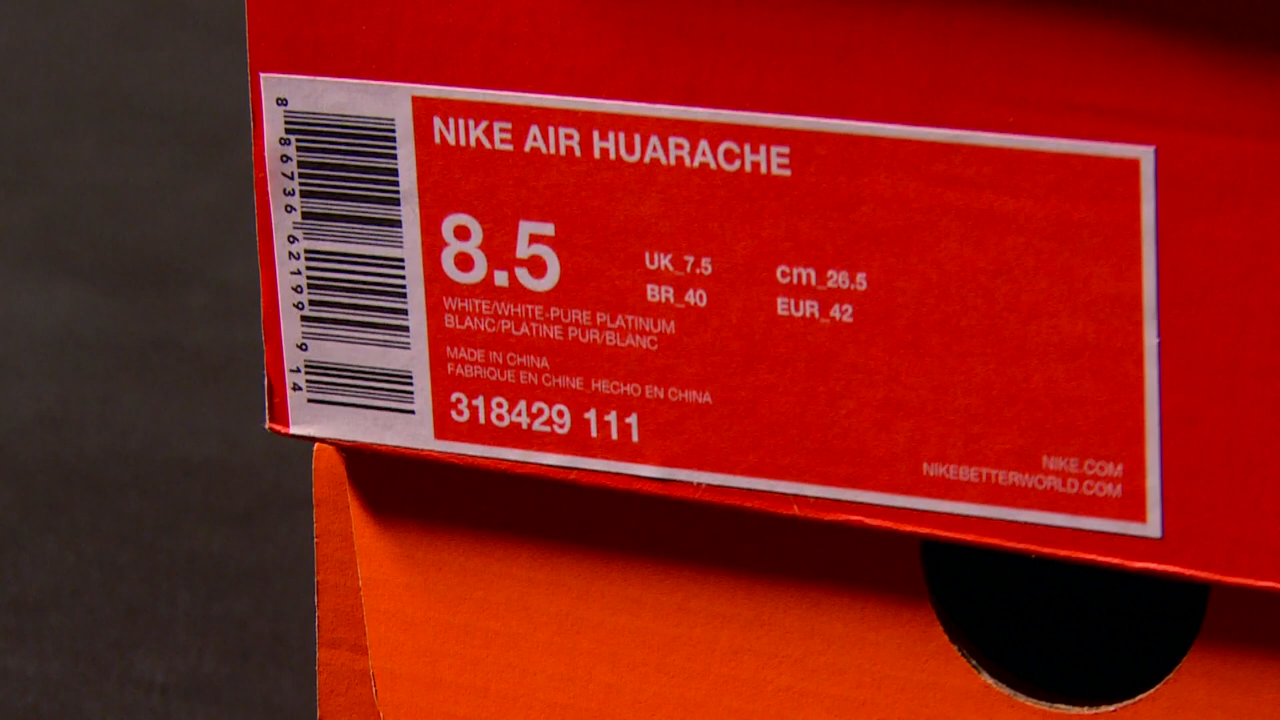 NIKE AIR HUARACHE
8.5
UK_7.5
cm_26.5
BR_40
EUR_42
WHITE/WHITE-PURE PLATINUM
BLANC/PLATINE PUR/BLANC
MADE IN CHINA
FABRIQUE EN CHINE_HECHO EN CHINA
318429 111
NIKE.COM
NIKEBETTERWORLD.COM
8 86736 62199 9 14